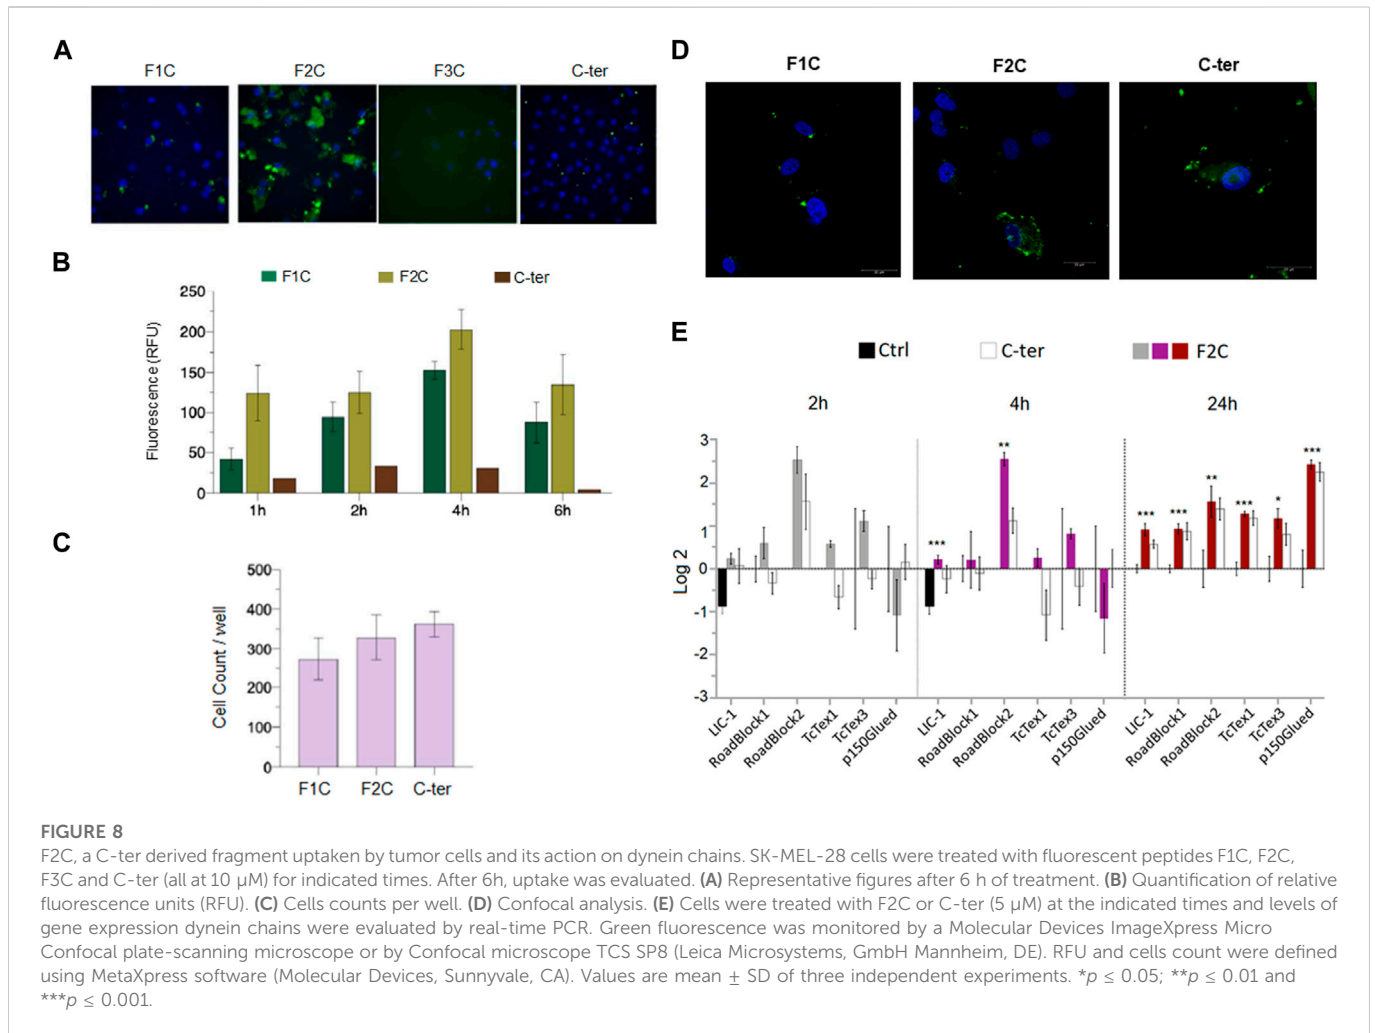 A
F1C F2C F3C C-ter
B
F1C F2C C-ter
Fluorescence (RFU)
250
200
150
100
50
0
1h 2h 4h 6h
C
Cell Count / well
500
400
300
200
100
0
F1C F2C C-ter
D
F1C F2C C-ter
E
Ctrl C-ter F2C
2h 4h 24h
Log 2
3
2
1
0
-1
-2
-3
*** ** *** *** ** *** * ***
LIC-1 RoadBlock1 RoadBlock2 TcTex1 TcTex3 p150Glued LIC-1 RoadBlock1 RoadBlock2 TcTex1 TcTex3 p150Glued LIC-1 RoadBlock1 RoadBlock2 TcTex1 TcTex3 p150Glued
FIGURE 8
F2C, a C-ter derived fragment uptaken by tumor cells and its action on dynein chains. SK-MEL-28 cells were treated with fluorescent peptides F1C, F2C,
F3C and C-ter (all at 10 µM) for indicated times. After 6h, uptake was evaluated. (A) Representative figures after 6 h of treatment. (B) Quantification of relative
fluorescence units (RFU). (C) Cells counts per well. (D) Confocal analysis. (E) Cells were treated with F2C or C-ter (5 µM) at the indicated times and levels of
gene expression dynein chains were evaluated by real-time PCR. Green fluorescence was monitored by a Molecular Devices ImageXpress Micro
Confocal plate-scanning microscope or by Confocal microscope TCS SP8 (Leica Microsystems, GmbH Mannheim, DE). RFU and cells count were defined
using MetaXpress software (Molecular Devices, Sunnyvale, CA). Values are mean ± SD of three independent experiments. *p ≤ 0.05; **p ≤ 0.01 and
***p ≤ 0.001.